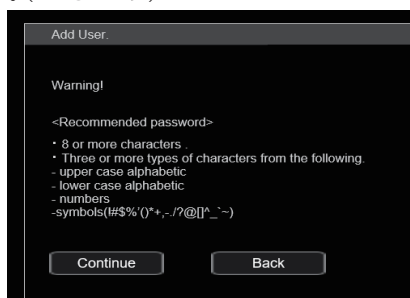 Add User.
Warning!
<Recommended password>
・8 or more characters .
・Three or more types of characters from the following.
- upper case alphabetic
- lower case alphabetic
- numbers
-symbols(!#$%'()*+,-./?@[]^_`~)
Continue
Back